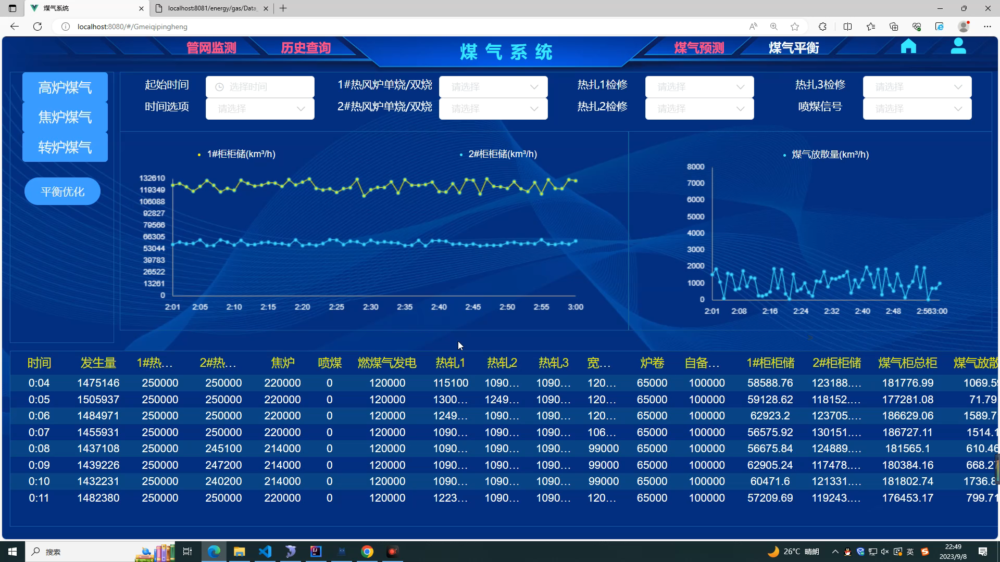 煤气系统
localhost:8081/energy/gas/Data_
localhost:8080/#/Gmeiqipingheng
管网监测 历史查询 煤气系统 煤气预测 煤气平衡
高炉煤气
焦炉煤气
转炉煤气
平衡优化
起始时间 选择时间 1#热风炉单烧/双烧 请选择 热扎1检修 请选择 热扎3检修 请选择
时间选项 请选择 2#热风炉单烧/双烧 请选择 热扎2检修 请选择 喷煤信号 请选择
1#柜柜储(km³/h) 2#柜柜储(km³/h)
132610
119349
106088
92827
79566
66305
53044
39783
26522
13261
0
2:01 2:05 2:10 2:15 2:20 2:25 2:30 2:35 2:40 2:45 2:50 2:55 3:00
煤气放散量(km³/h)
8000
7000
6000
5000
4000
3000
2000
1000
0
2:01 2:08 2:16 2:24 2:32 2:40 2:48 2:56 3:00
时间 发生量 1#热... 2#热... 焦炉 喷煤 燃煤气发电 热轧1 热轧2 热轧3 宽... 炉卷 自备... 1#柜柜储 2#柜柜储 煤气柜总柜 煤气放散
0:04 1475146 250000 250000 220000 0 120000 115100 1090... 1090... 120... 65000 100000 58588.76 123188.... 181776.99 1069.59
0:05 1505937 250000 250000 220000 0 120000 1300... 1249... 1090... 120... 65000 100000 59128.62 118152.... 177281.08 71.79
0:06 1484971 250000 250000 220000 0 120000 1249... 1090... 1090... 120... 65000 100000 62923.2 123705.... 186629.06 1589.7
0:07 1455931 250000 250000 220000 0 120000 1090... 1090... 1090... 106... 65000 100000 56575.92 130151.... 186727.11 1514.1
0:08 1437108 250000 245100 214000 0 120000 1090... 1090... 1090... 99000 65000 100000 56675.84 124889.... 181565.1 610.46
0:09 1439226 250000 247200 214000 0 120000 1090... 1090... 1090... 99000 65000 100000 62905.24 117478.... 180384.16 668.27
0:10 1432231 250000 240200 214000 0 120000 1090... 1090... 1090... 99000 65000 100000 60471.6 121331.... 181802.74 1736.8
0:11 1482380 250000 250000 220000 0 120000 1223... 1090... 1090... 120... 65000 100000 57209.69 119243.... 176453.17 799.71
搜索
26°C 晴朗
英
22:49
2023/9/8